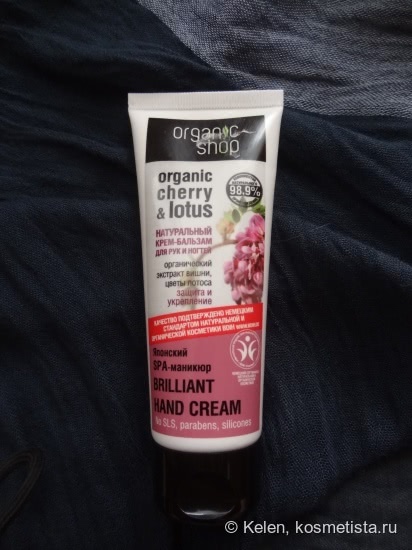 organic
shop
organic
cherry
& lotus
98.9%
НАТУРАЛЬНЫЙ
КРЕМ-БАЛЬЗАМ
ДЛЯ РУК И НОГТЕЙ
органический
экстракт вишни,
цветы лотоса
защита и
укрепление
КАЧЕСТВО ПОДТВЕРЖДЕНО НЕМЕЦКИМ
СТАНДАРТОМ НАТУРАЛЬНОЙ И
ОРГАНИЧЕСКОЙ КОСМЕТИКИ BDIH
Японский
SPA-маникюр
BRILLIANT
HAND CREAM
No SLS, parabens, silicones
© Kelen, kosmetista.ru